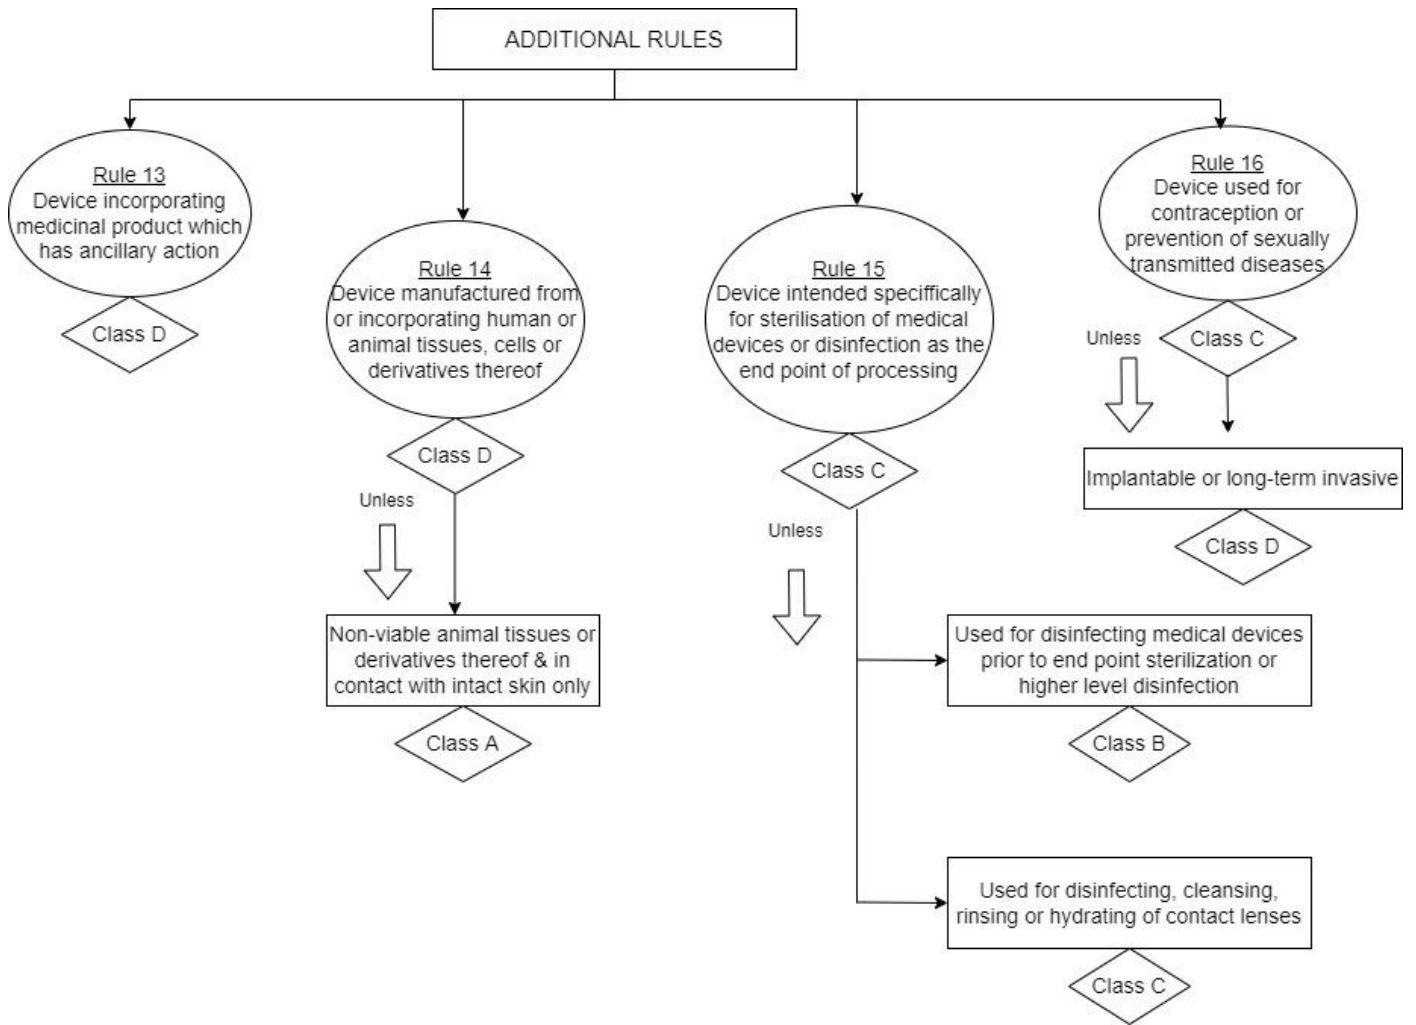 ADDITIONAL RULES
Rule 13
Device incorporating
medicinal product which
has ancillary action
Class D
Rule 14
Device manufactured from
or incorporating human or
animal tissues, cells or
derivatives thereof
Class D
Unless
Non-viable animal tissues or
derivatives thereof & in
contact with intact skin only
Class A
Rule 15
Device intended speciffically
for sterilisation of medical
devices or disinfection as the
end point of processing
Class C
Unless
Used for disinfecting medical devices
prior to end point sterilization or
higher level disinfection
Class B
Used for disinfecting, cleansing,
rinsing or hydrating of contact lenses
Class C
Rule 16
Device used for
contraception or
prevention of sexually
transmitted diseases
Class C
Unless
Implantable or long-term invasive
Class D